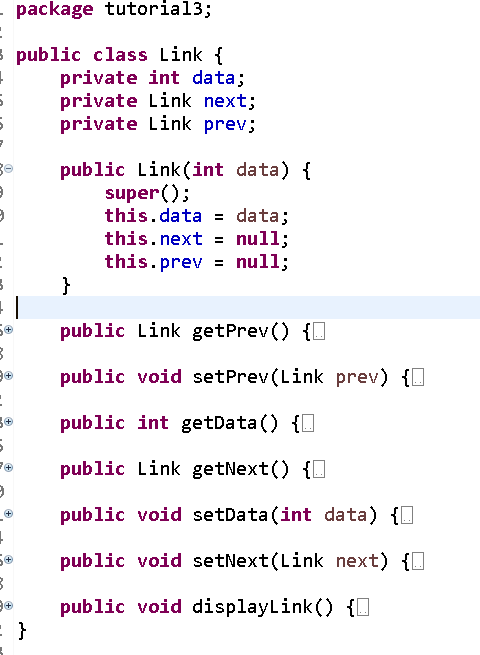 package tutorial3;
public class Link {
private int data;
private Link next;
private Link prev;
public Link(int data) {
super();
this.data = data;
this.next = null;
this.prev = null;
}
public Link getPrev() {
public void setPrev(Link prev) {
public int getData() {
public Link getNext() {
public void setData(int data) {
public void setNext(Link next) {
public void displayLink() {
}